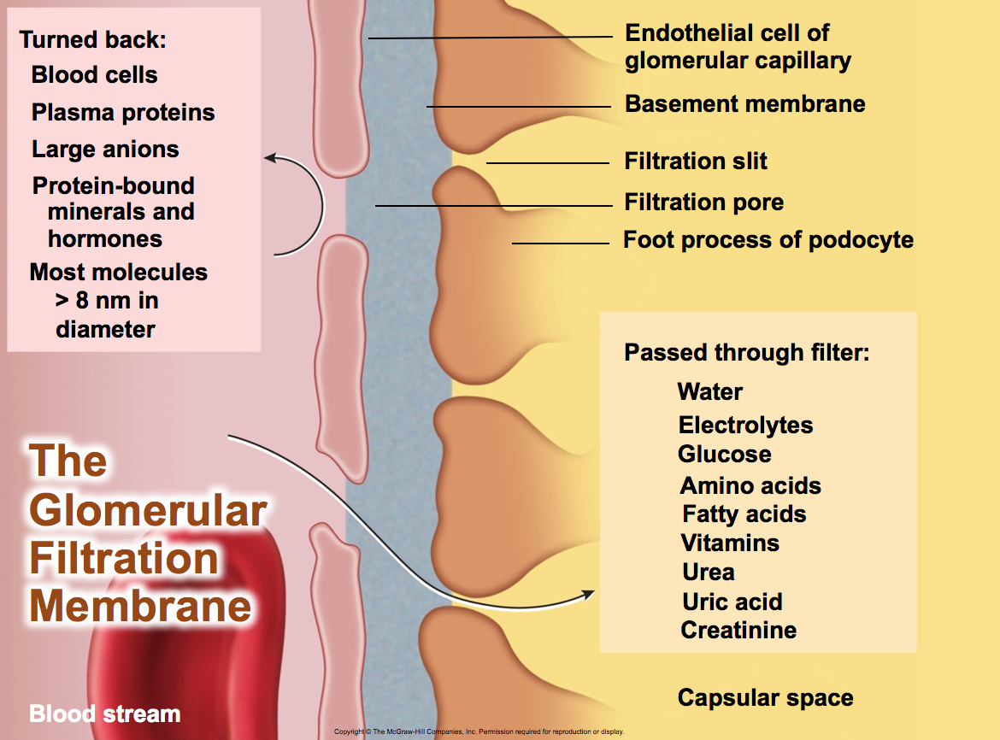 Turned back:
Blood cells
Plasma proteins
Large anions
Protein-bound
minerals and
hormones
Most molecules
> 8 nm in
diameter
Endothelial cell of
glomerular capillary
Basement membrane
Filtration slit
Filtration pore
Foot process of podocyte
Passed through filter:
Water
Electrolytes
Glucose
Amino acids
Fatty acids
Vitamins
Urea
Uric acid
Creatinine
The
Glomerular
Filtration
Membrane
Blood stream
Capsular space
Copyright © The McGraw-Hill Companies, Inc. Permission required for reproduction or display.